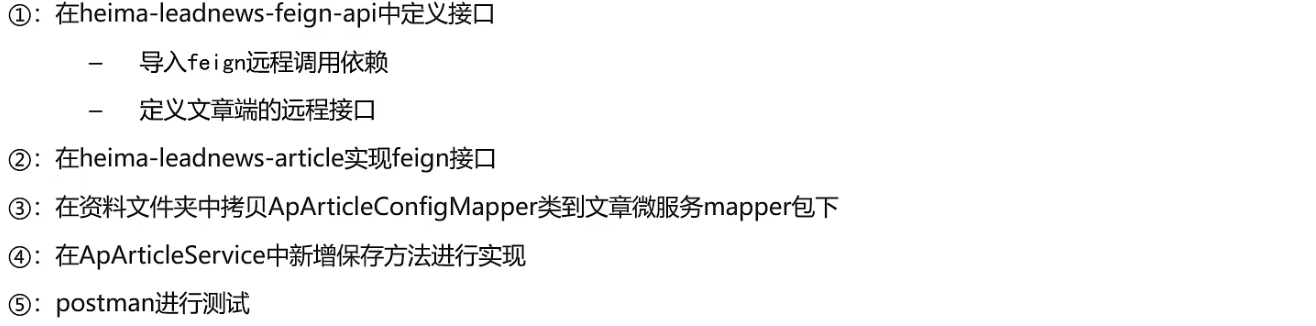 ①：在heima-leadnews-feign-api中定义接口
– 导入feign远程调用依赖
– 定义文章端的远程接口
②：在heima-leadnews-article实现feign接口
③：在资料文件夹中拷贝ApArticleConfigMapper类到文章微服务mapper包下
④：在ApArticleService中新增保存方法进行实现
⑤：postman进行测试